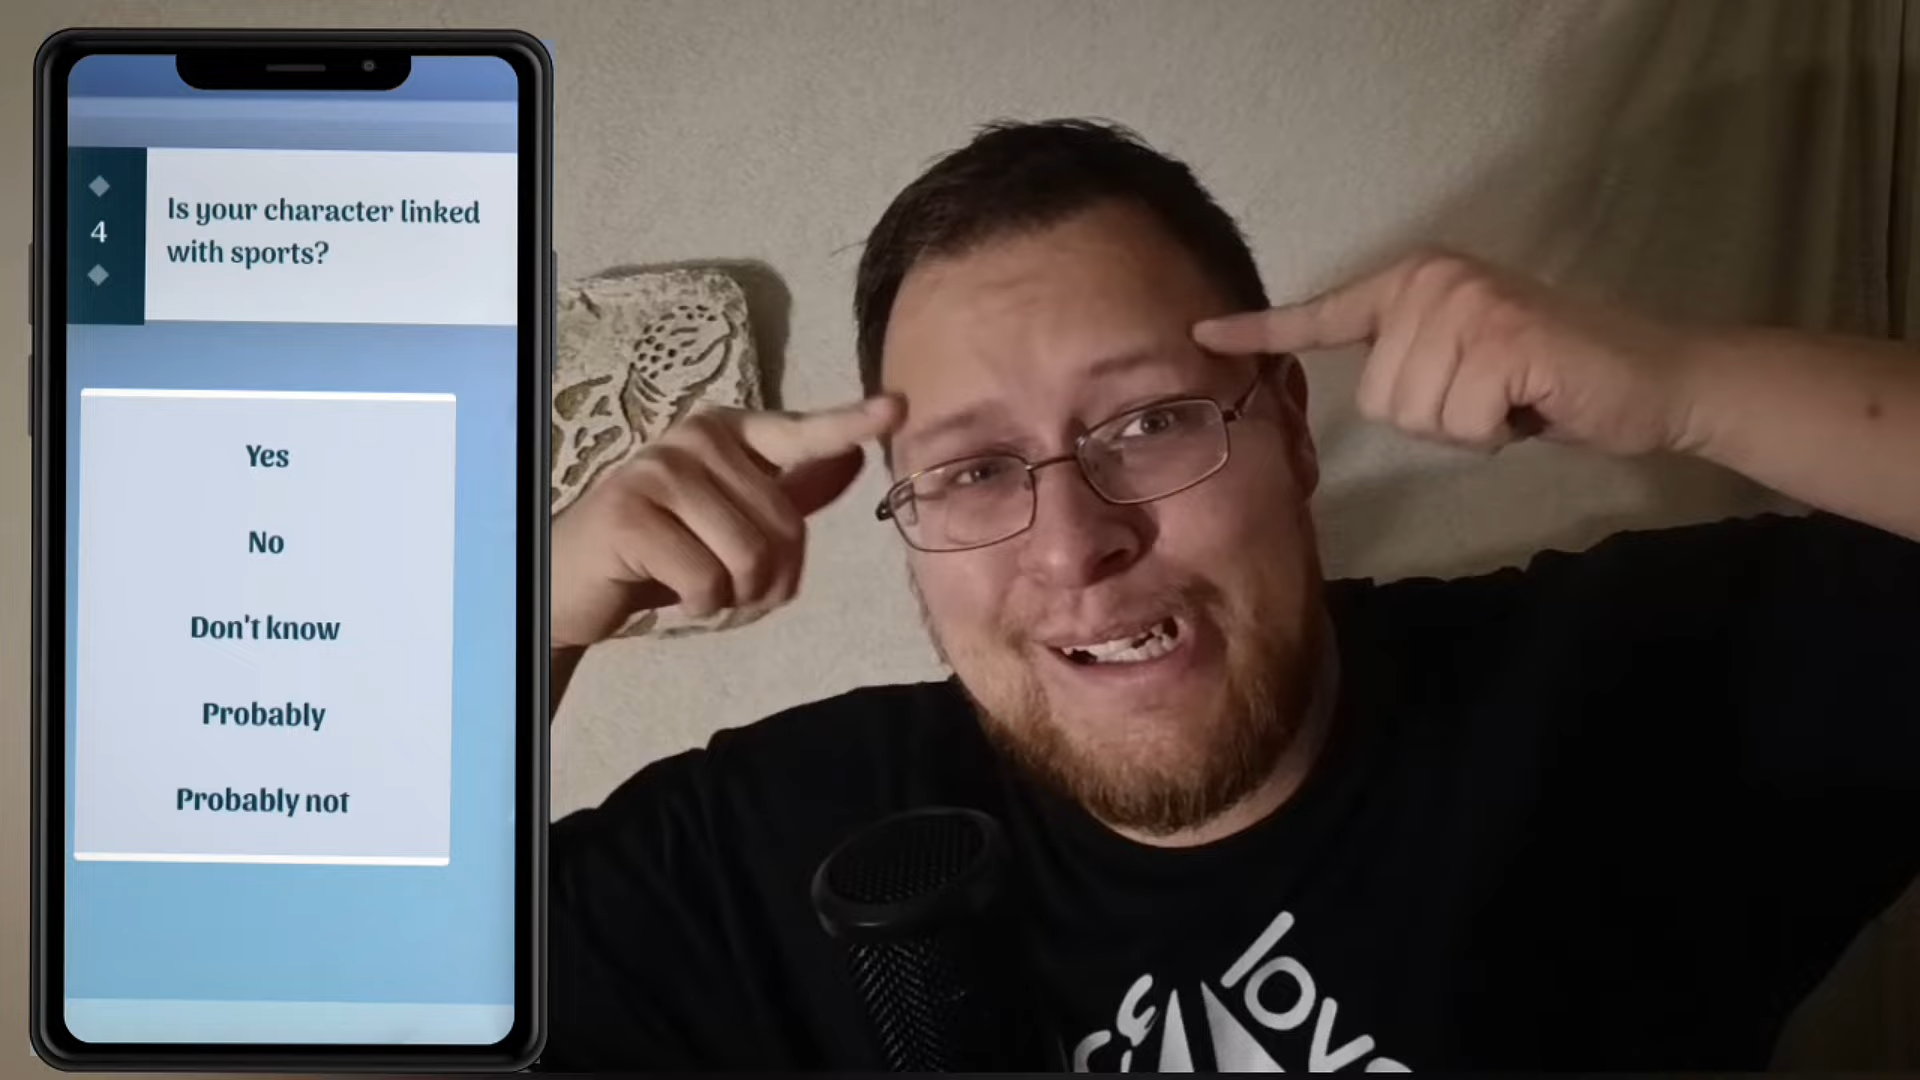 4
Is your character linked
with sports?
Yes
No
Don't know
Probably
Probably not
love